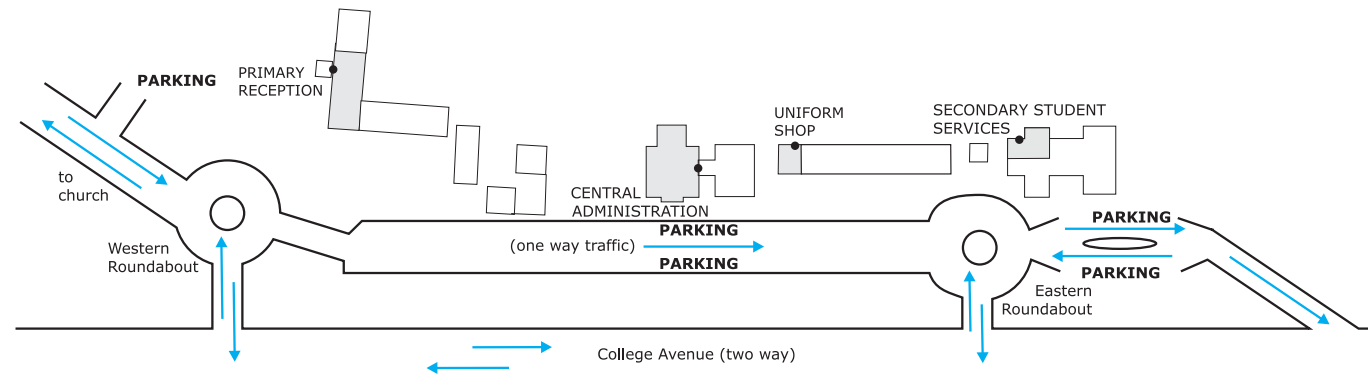 PARKING
PRIMARY
RECEPTION
UNIFORM
SHOP
SECONDARY STUDENT
SERVICES
to
church
CENTRAL
ADMINISTRATION
PARKING
PARKING
(one way traffic)
Western
Roundabout
PARKING
PARKING
Eastern
Roundabout
College Avenue (two way)